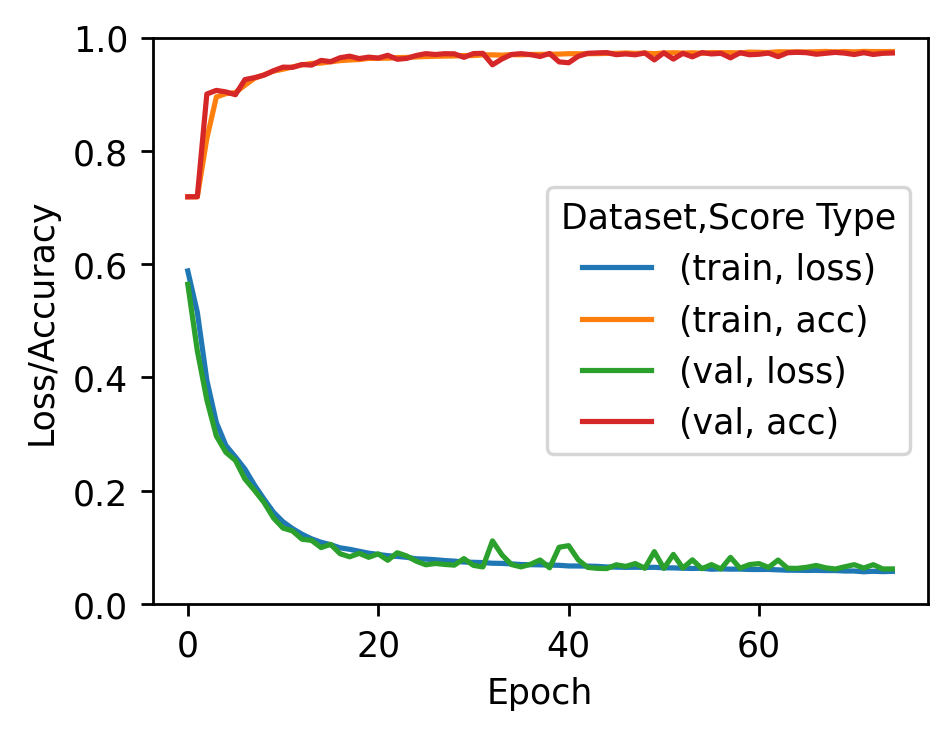 1.0
0.8
0.6
0.4
0.2
0.0
Loss/Accuracy
Dataset,Score Type
(train, loss)
(train, acc)
(val, loss)
(val, acc)
0 20 40 60
Epoch